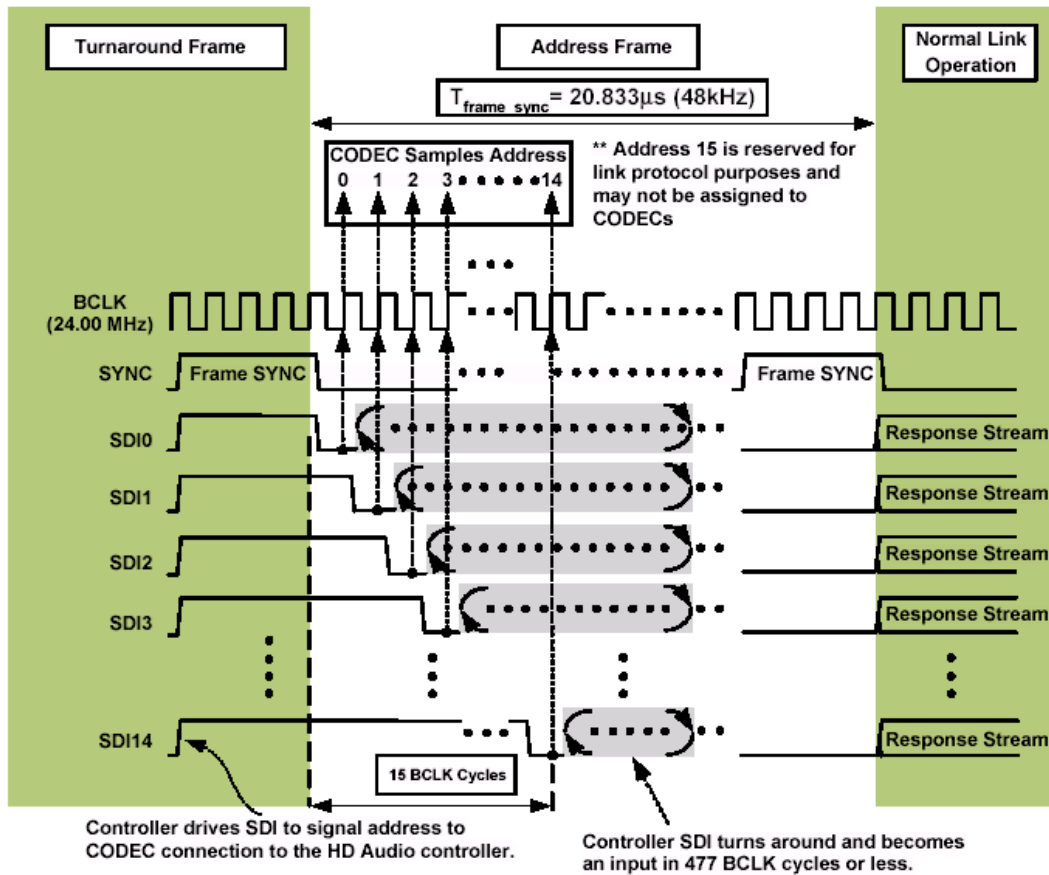 Turnaround Frame
Address Frame
Normal Link
Operation
Tframe_sync= 20.833µs (48kHz)
CODEC Samples Address
0 1 2 3 14
** Address 15 is reserved for
link protocol purposes and
may not be assigned to
CODECs
BCLK
(24.00 MHz)
SYNC
Frame SYNC
Frame SYNC
SDI0
Response Stream
SDI1
Response Stream
SDI2
Response Stream
SDI3
Response Stream
SDI14
Response Stream
15 BCLK Cycles
Controller drives SDI to signal address to
CODEC connection to the HD Audio controller.
Controller SDI turns around and becomes
an input in 477 BCLK cycles or less.